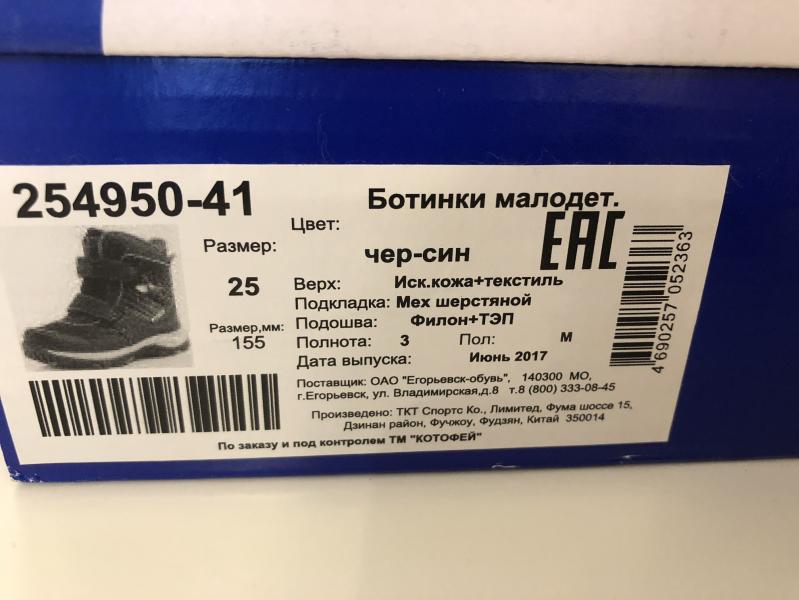 254950-41
Ботинки малодет.
Цвет:
чер-син
EAC
Размер:
25
Размер,мм:
155
Верх: Иск.кожа+текстиль
Подкладка: Мех шерстяной
Подошва: Филон+ТЭП
Полнота: 3 Пол: М
Дата выпуска: Июнь 2017
Поставщик: ОАО "Егорьевск-обувь", 140300 МО,
г.Егорьевск, ул. Владимирская,д.8 т.8 (800) 333-08-45
Произведено: ТКТ Спортс Ко., Лимитед, Фума шоссе 15,
Дзинан район, Фучжоу, Фудзян, Китай 350014
По заказу и под контролем ТМ "КОТОФЕЙ"
4690257052363